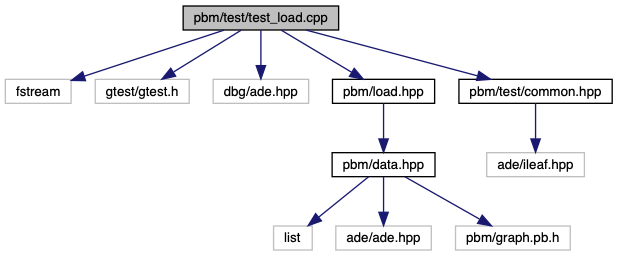 pbm/test/test_load.cpp
fstream
gtest/gtest.h
dbg/ade.hpp
pbm/load.hpp
pbm/test/common.hpp
pbm/data.hpp
ade/ileaf.hpp
list
ade/ade.hpp
pbm/graph.pb.h